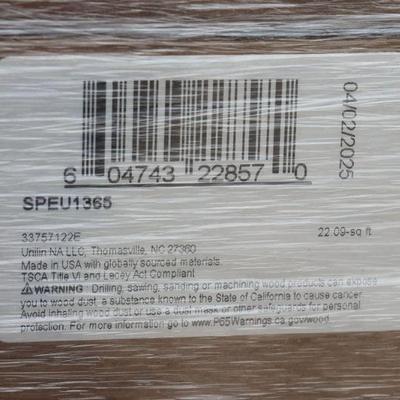 6 04743 22857 0
04/02/2025
SPEU1365
33757122E
22.09-sq ft
Unilin NA LLC, Thomasville, NC 27360
Made in USA with globally sourced materials
TSCA Title VI and Lacey Act Compliant
⚠WARNING: Drilling, sawing, sanding or machining wood products can expose
you to wood dust, a substance known to the State of California to cause cancer.
Avoid inhaling wood dust or use a dust mask or other safeguards for personal
protection. For more information go to www.P65Warnings.ca.gov/wood.